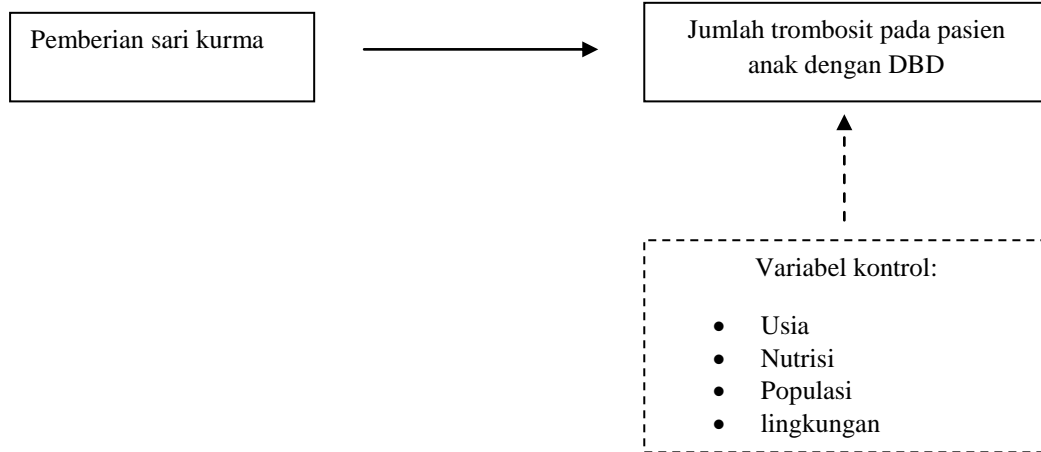 Pemberian sari kurma
Jumlah trombosit pada pasien
anak dengan DBD
Variabel kontrol:
• Usia
• Nutrisi
• Populasi
• lingkungan